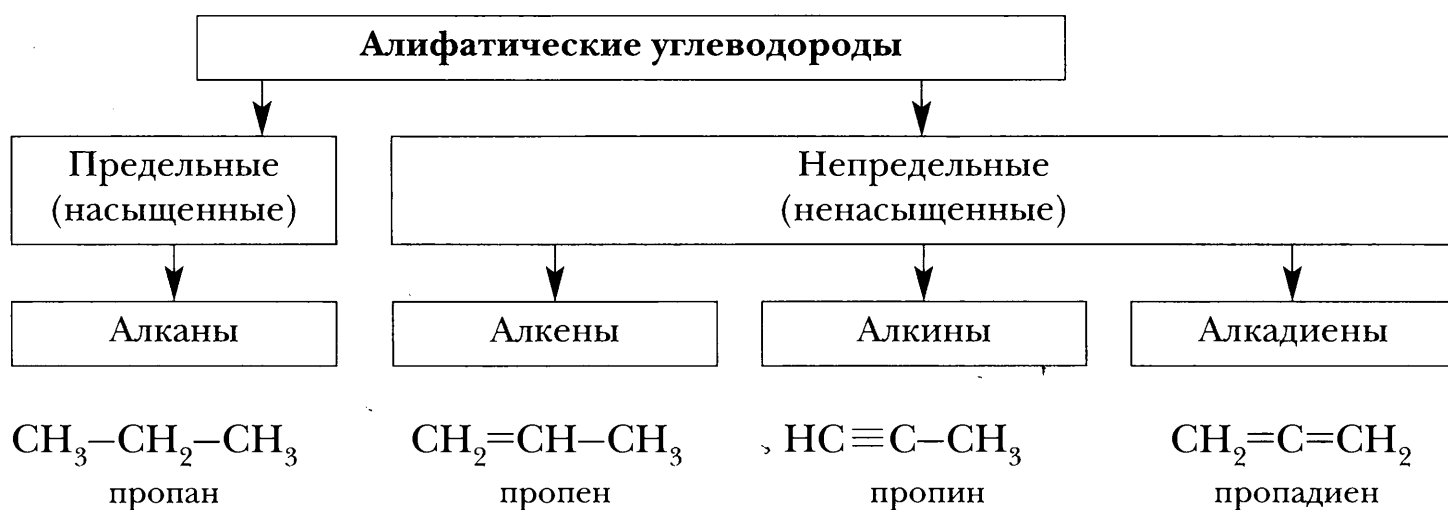 Алифатические углеводороды
Предельные
(насыщенные)
Непредельные
(ненасыщенные)
Алканы
Алкены
Алкины
Алкадиены
CH₃–CH₂–CH₃
CH₂=CH–CH₃
HC≡C–CH₃
CH₂=C=CH₂
пропан
пропен
пропин
пропадиен